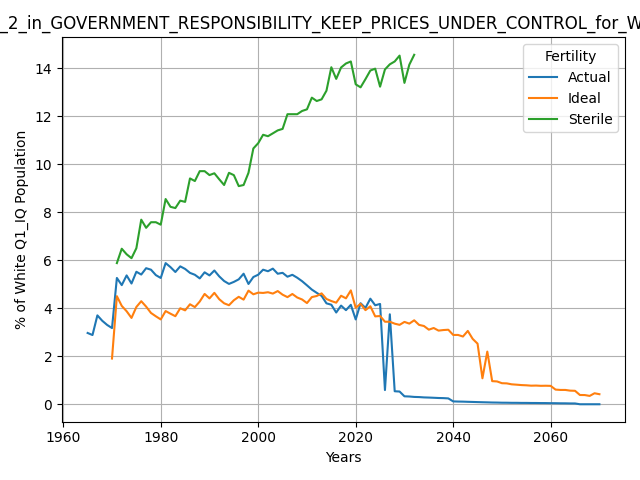 _2_in_GOVERNMENT_RESPONSIBILITY_KEEP_PRICES_UNDER_CONTROL_for_W
Fertility
Actual
Ideal
Sterile
% of White Q1_IQ Population
14
12
10
8
6
4
2
0
1960
1980
2000
2020
2040
2060
Years